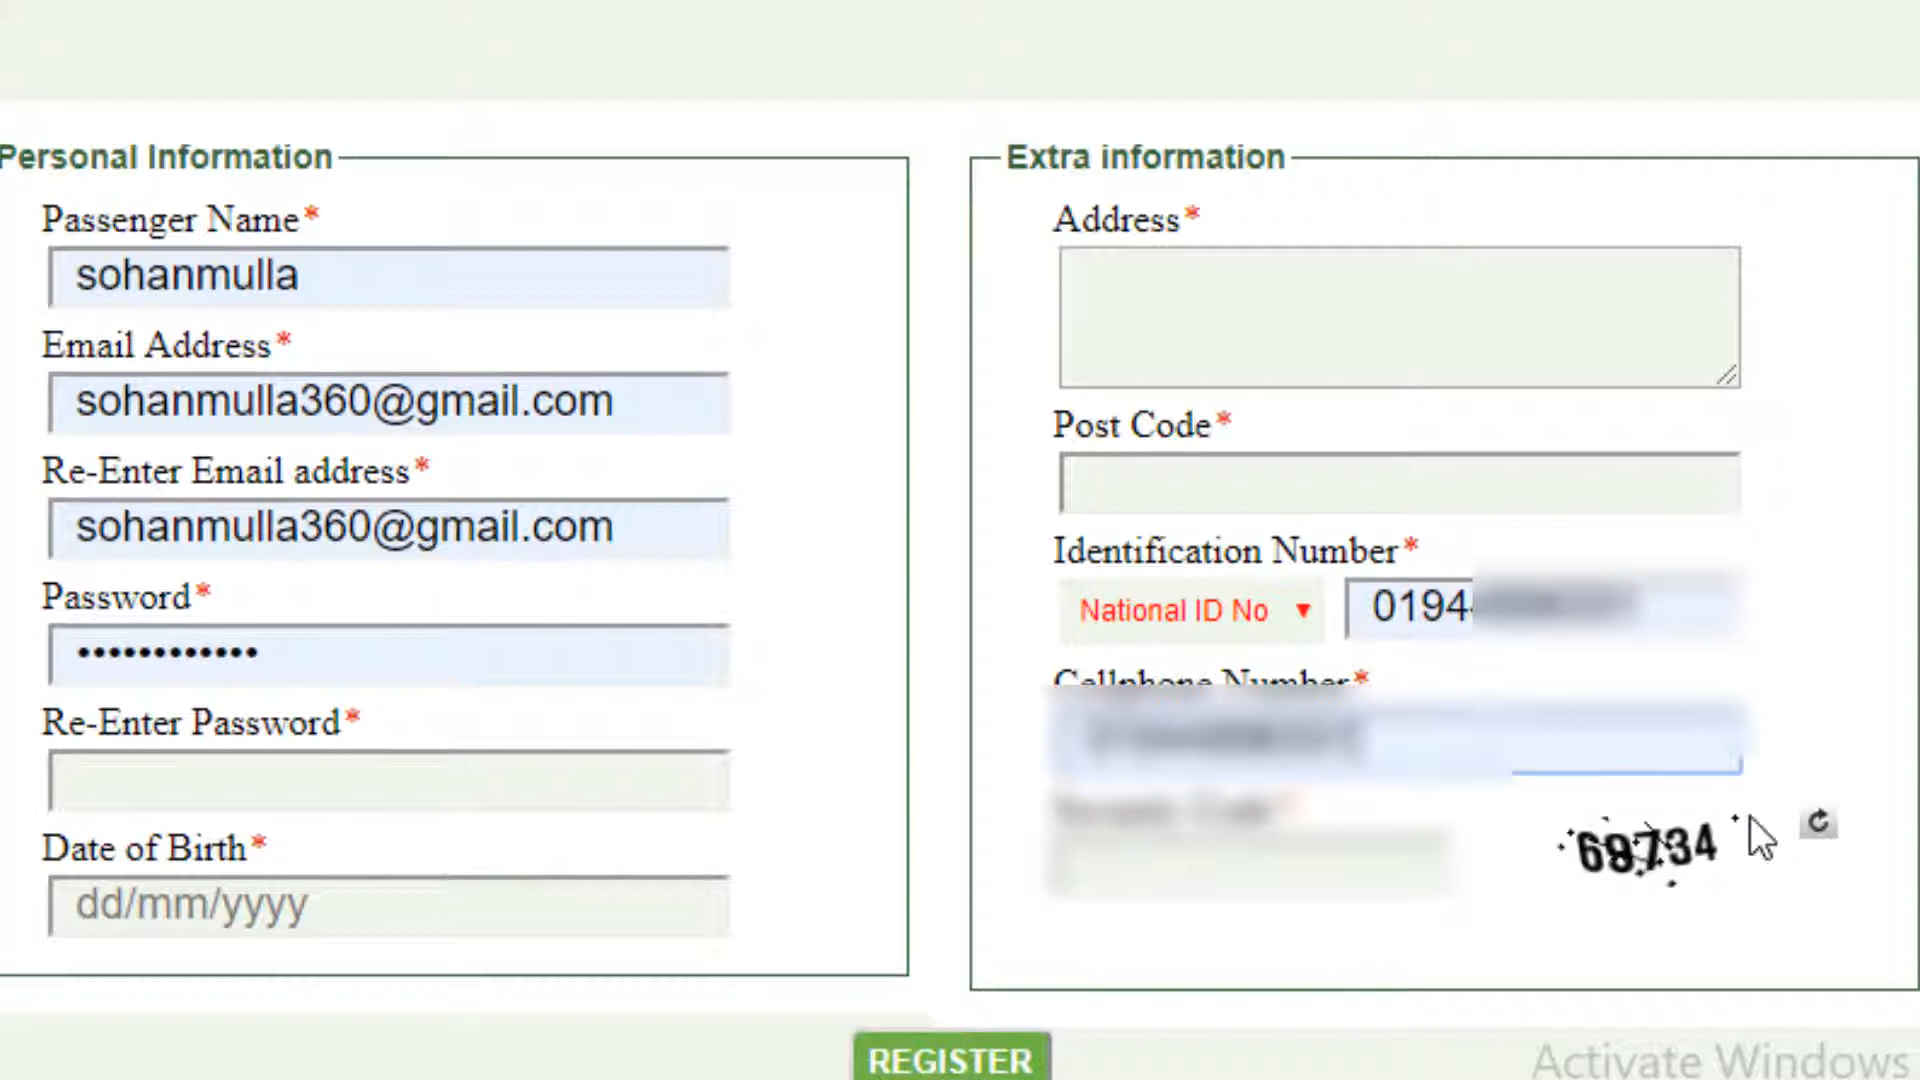 Personal Information
Passenger Name*
sohanmulla
Email Address*
sohanmulla360@gmail.com
Re-Enter Email address*
sohanmulla360@gmail.com
Password*
••••••••••••
Re-Enter Password*
Date of Birth*
dd/mm/yyyy
Extra information
Address*
Post Code*
Identification Number*
National ID No ▼ 0194
Cellphone Number*
69734
REGISTER
Activate Windows